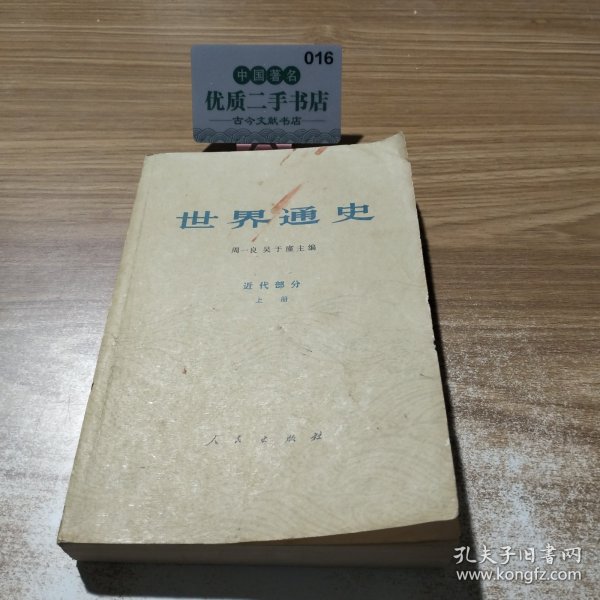 016
中国著名
优质二手书店
古今文献书店
世界通史
周一良 吴于廑主编
近代部分
上册
人民出版社
孔夫子旧书网
www.kongfz.com